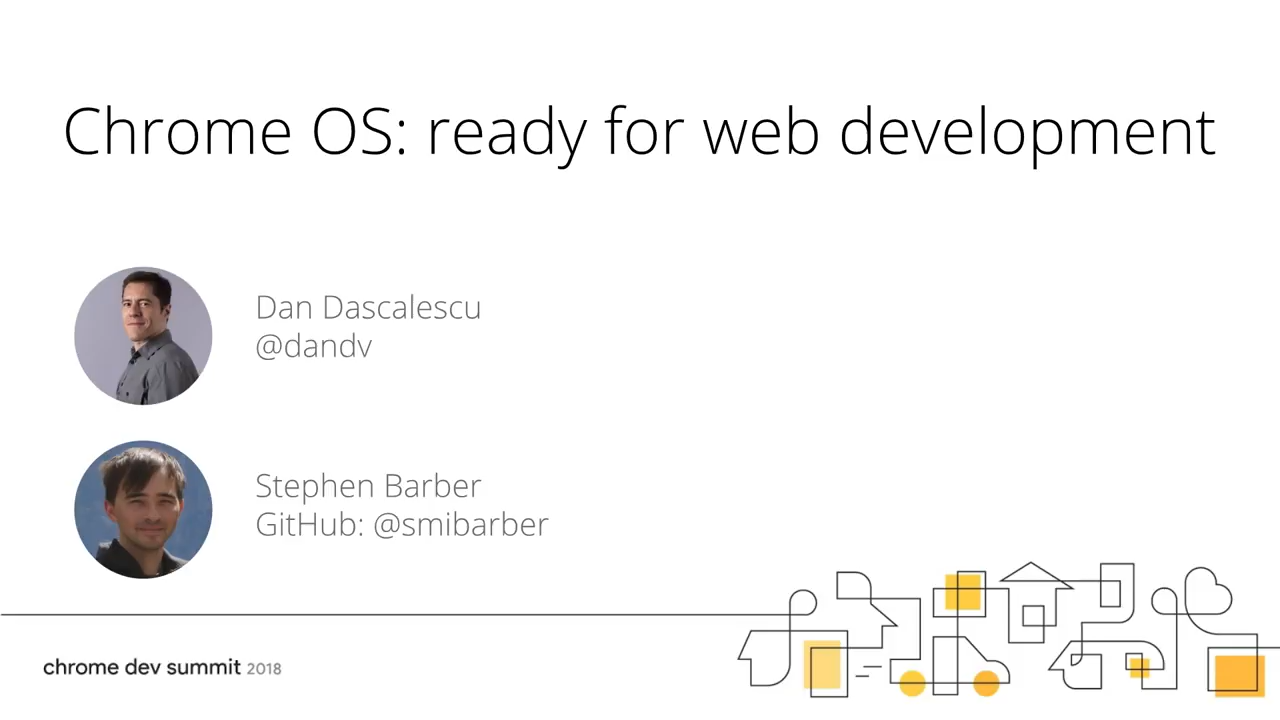 Chrome OS: ready for web development
Dan Dascalescu
@dandv
Stephen Barber
GitHub: @smibarber
chrome dev summit 2018